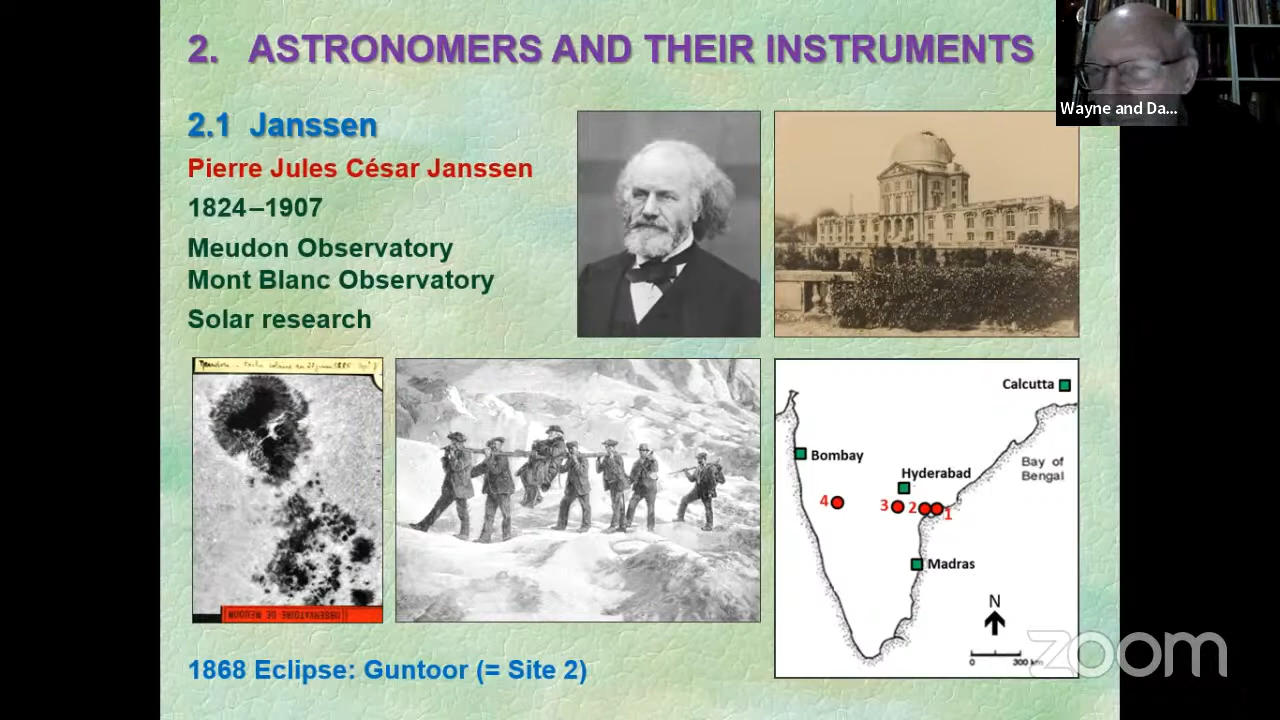 2. ASTRONOMERS AND THEIR INSTRUMENTS
Wayne and Da...
2.1 Janssen
Pierre Jules César Janssen
1824–1907
Meudon Observatory
Mont Blanc Observatory
Solar research
Calcutta
Bombay
Hyderabad
Bay of
Bengal
4
3
2
1
Madras
N
0 300 km
OBSERVATOIRE DE MEUDON
1868 Eclipse: Guntoor (= Site 2)
zoom